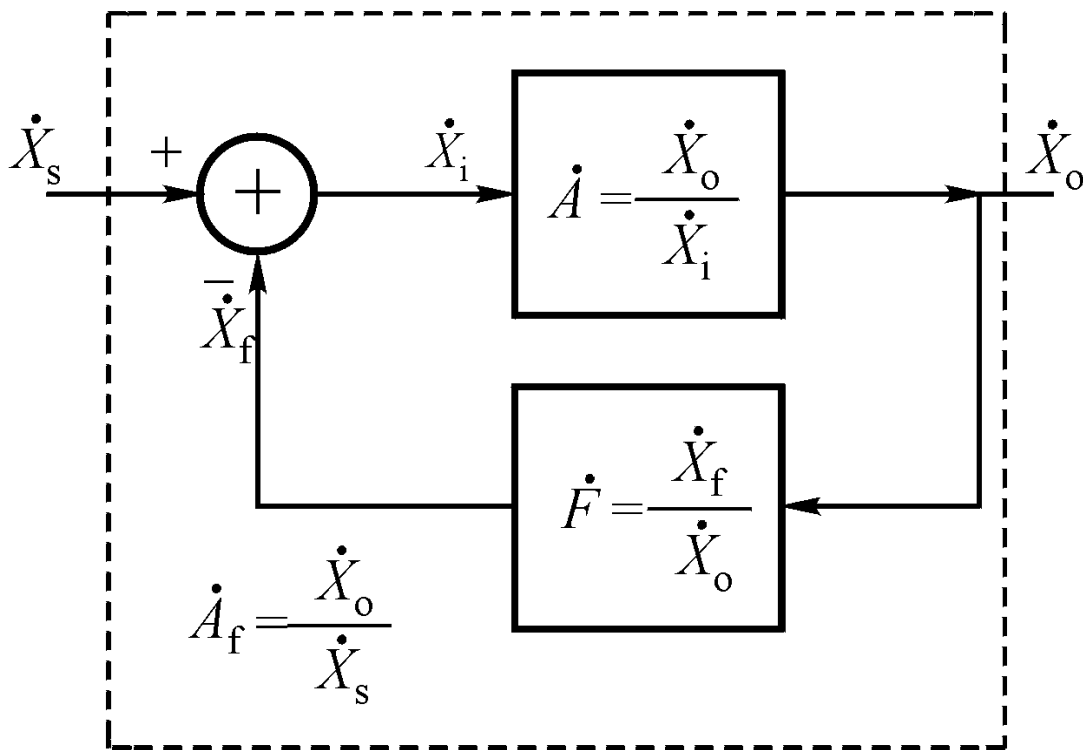 Ẋs
+
+
Ẋi
Ȧ = Ẋo / Ẋi
Ẋo
−
Ẋf
Ḟ = Ẋf / Ẋo
Ȧf = Ẋo / Ẋs